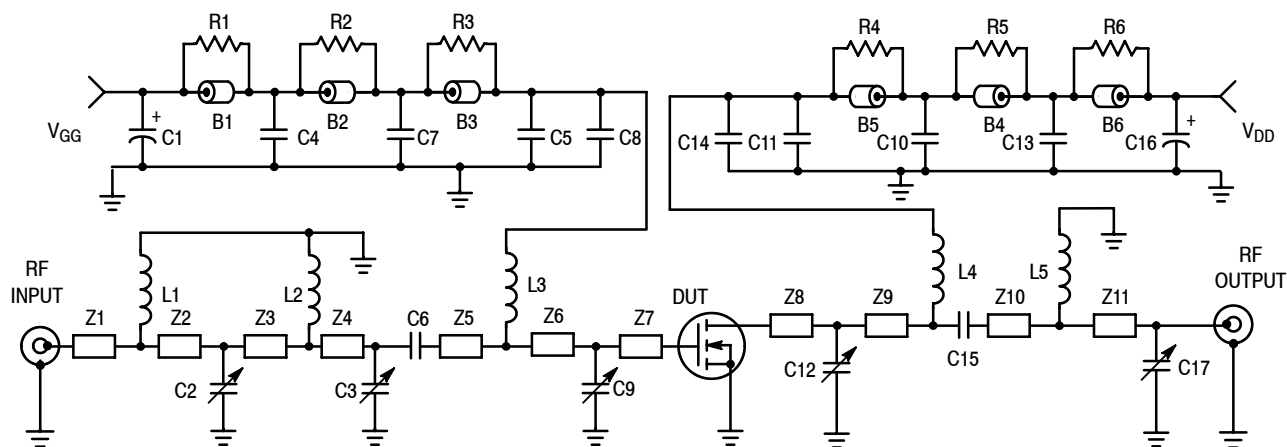 R1 R2 R3 R4 R5 R6
B1 B2 B3 B5 B4 B6
VGG + C1 C4 C7 C5 C8 C14 C11 C10 C13 C16 + VDD
RF INPUT L1 L2 L3 L4 L5 RF OUTPUT
Z1 Z2 Z3 Z4 C6 Z5 Z6 Z7 DUT Z8 Z9 C15 Z10 Z11
C2 C3 C9 C12 C17